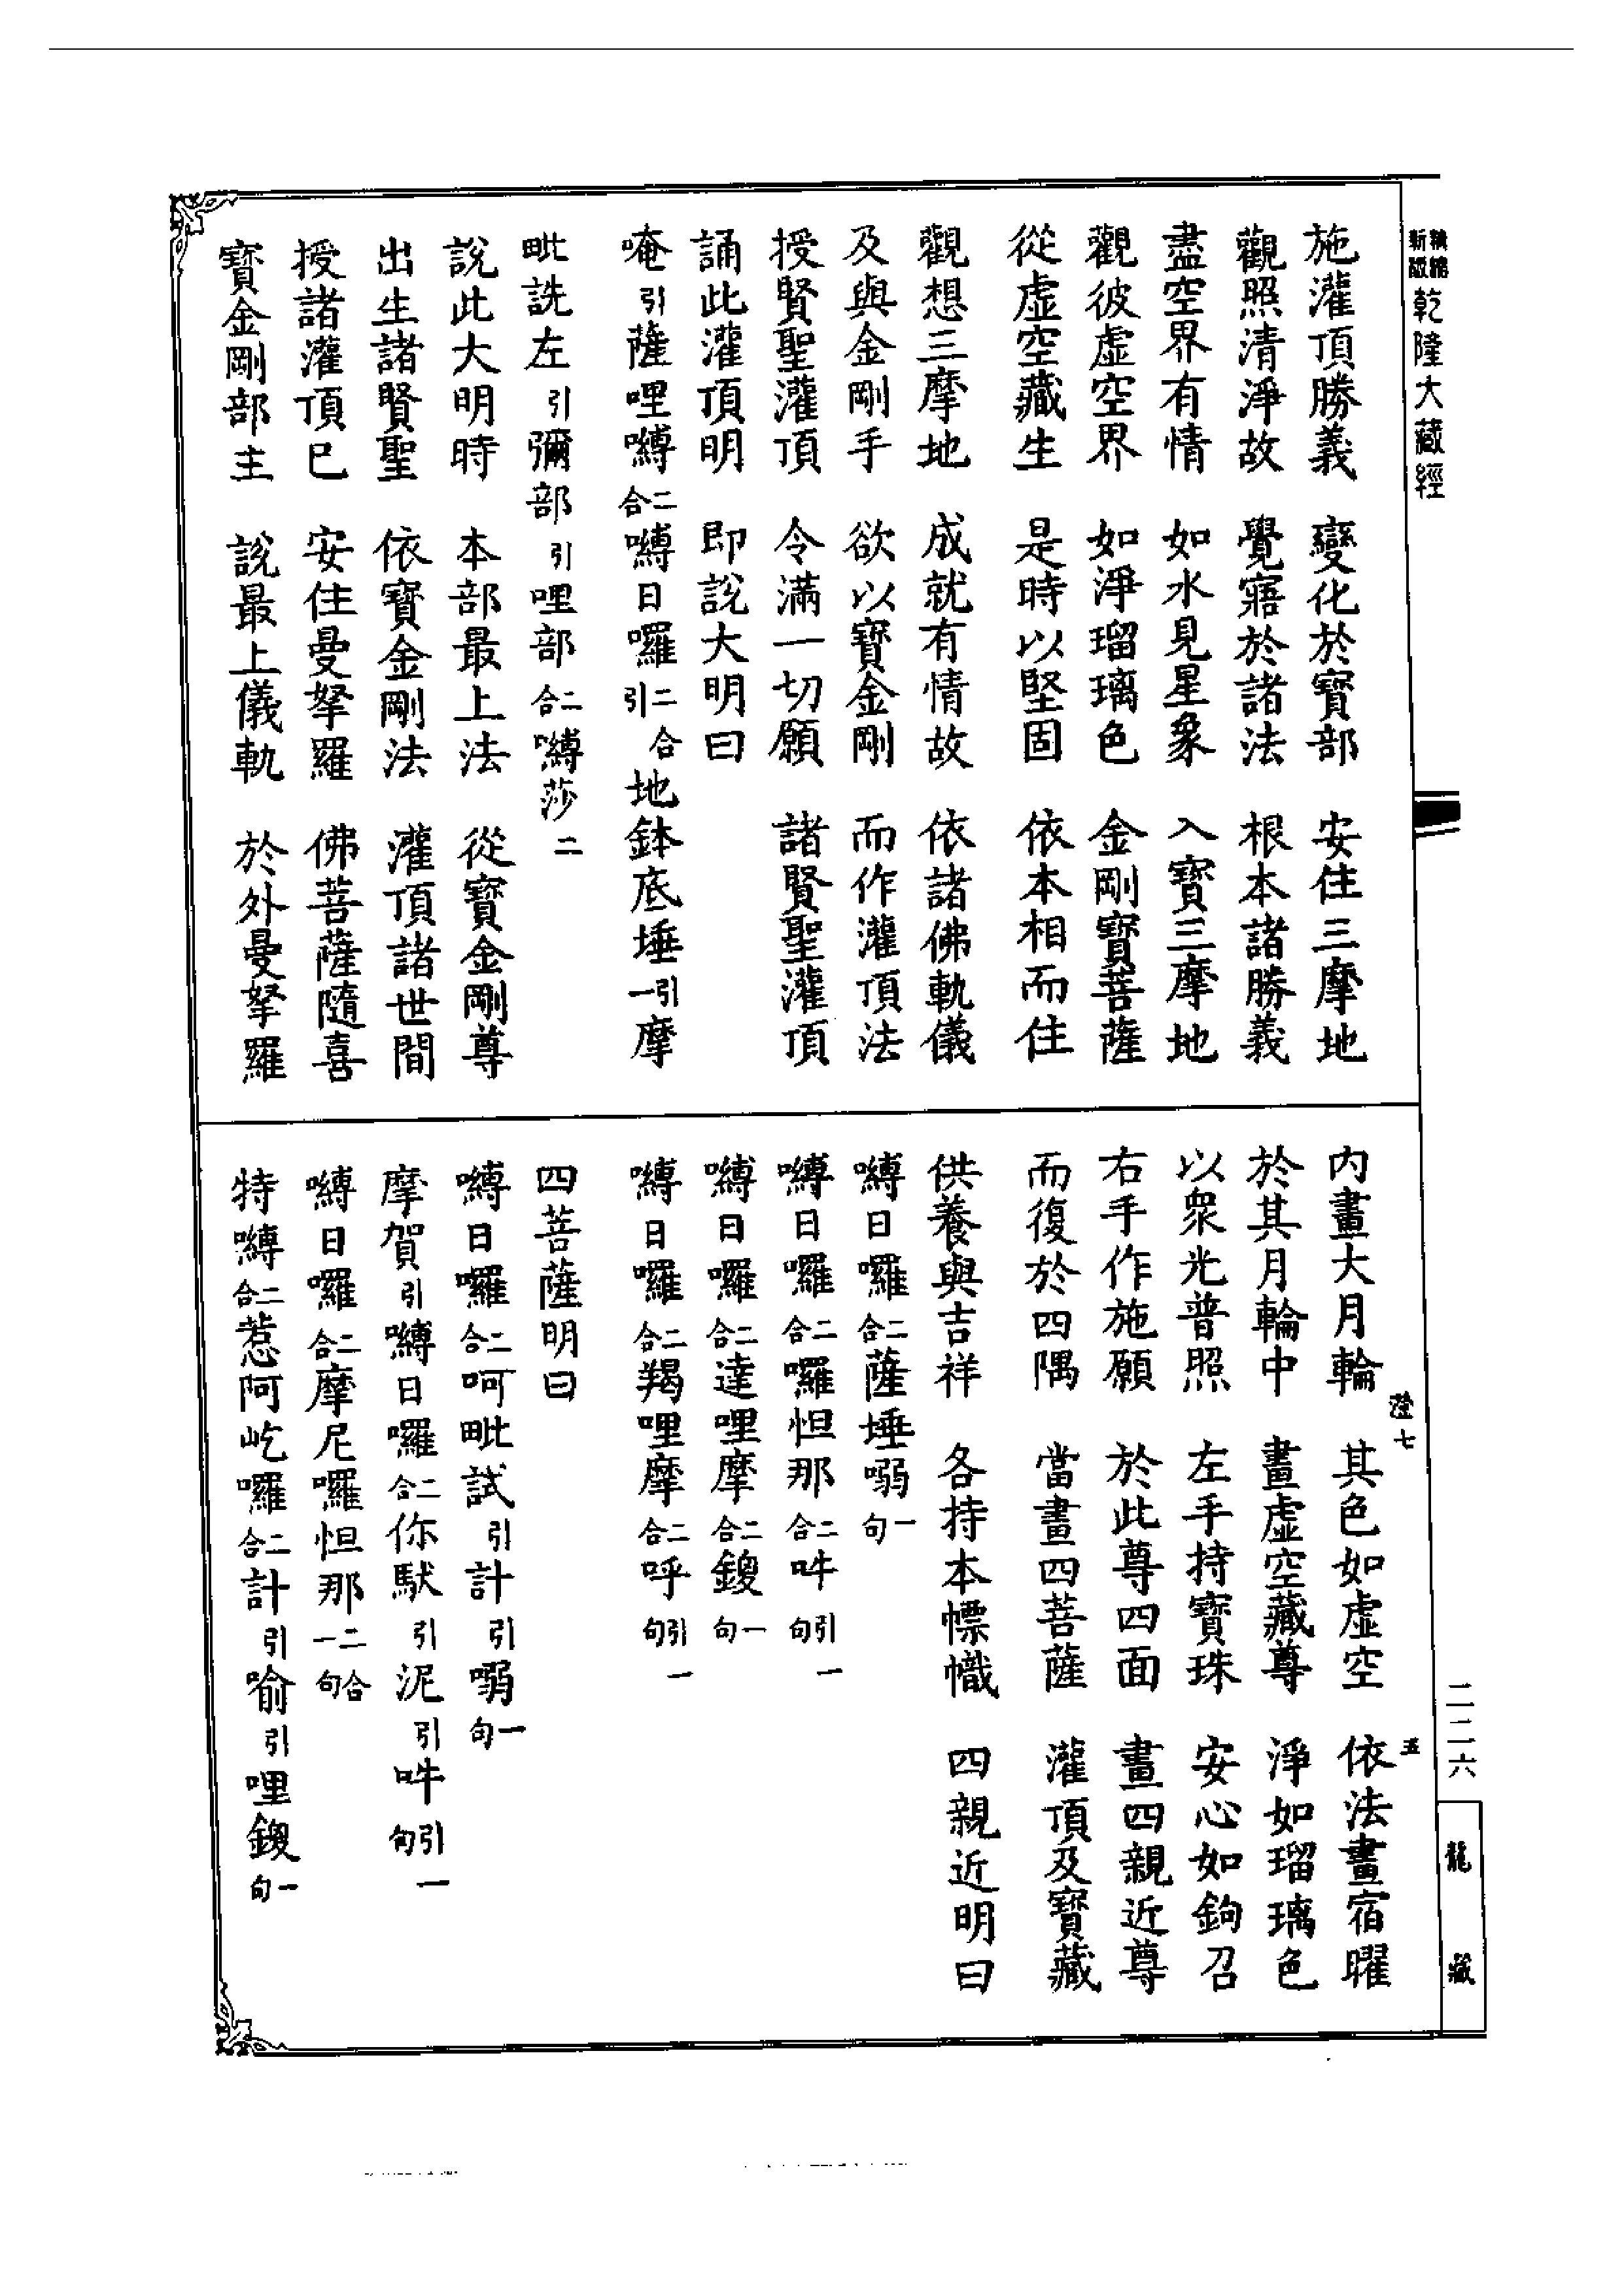 新版
乾隆大藏經
施灌頂勝義　變化於寶部　安住三摩地
觀照清淨故　覺寤於諸法　根本諸勝義
盡空界有情　如水見星象　入寶三摩地
觀彼虛空界　如淨瑠璃色　金剛寶菩薩
從虛空藏生　是時以堅固　依本相而住
觀想三摩地　成就有情故　依諸佛軌儀
及與金剛手　欲以寶金剛　而作灌頂法
授賢聖灌頂　令滿一切願　諸賢聖灌頂
誦此灌頂明　即說大明曰
唵引薩哩嚩二合嚩日囉二合引地鉢底埵引一摩
毗詵左引彌部引哩部二合嚩莎二
說此大明時　本部最上法　從寶金剛尊
出生諸賢聖　依寶金剛法　灌頂諸世間
授諸灌頂已　安住曼拏羅　佛菩薩隨喜
寶金剛部主　說最上儀軌　於外曼拏羅
澄七
五
內畫大月輪　其色如虛空　依法畫宿曜
於其月輪中　畫虛空藏尊　淨如瑠璃色
以衆光普照　左手持寶珠　安心如鉤召
右手作施願　於此尊四面　畫四親近尊
而復於四隅　當畫四菩薩　灌頂及寶藏
供養與吉祥　各持本幖幟　四親近明曰
嚩日囉二合薩埵嗍一句
嚩日囉二合囉怛那二合吽引一句
嚩日囉二合達哩摩二合鑁一句
嚩日囉二合羯哩摩二合呼引一句
四菩薩明曰
嚩日囉二合呵毗試引計引嗍一句
摩賀引嚩日囉二合你馱引泥引吽引一句
嚩日囉二合摩尼囉怛那二合一句
特嚩二合惹阿屹囉二合計引喻引哩鑁一句
二二六
龍藏